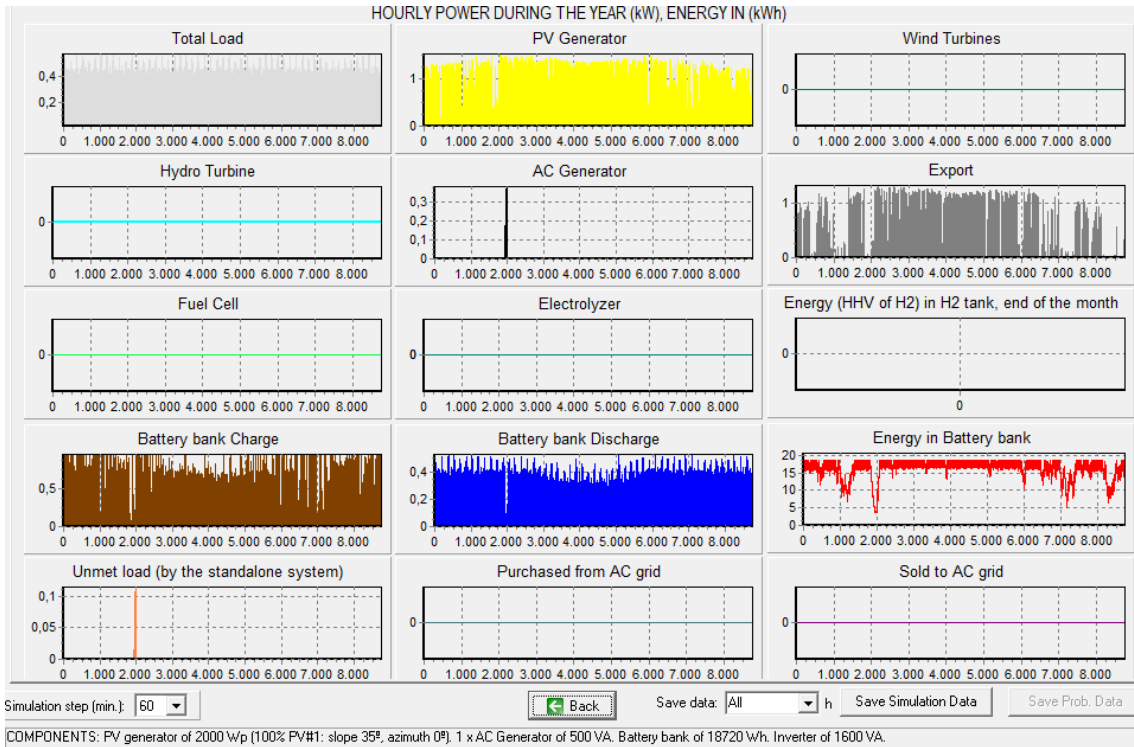 HOURLY POWER DURING THE YEAR (kW), ENERGY IN (kWh)
Total Load
0,4
0,2
0 1.000 2.000 3.000 4.000 5.000 6.000 7.000 8.000
PV Generator
1
0
0 1.000 2.000 3.000 4.000 5.000 6.000 7.000 8.000
Wind Turbines
0
0 1.000 2.000 3.000 4.000 5.000 6.000 7.000 8.000
Hydro Turbine
0
0 1.000 2.000 3.000 4.000 5.000 6.000 7.000 8.000
AC Generator
0,3
0,2
0,1
0
0 1.000 2.000 3.000 4.000 5.000 6.000 7.000 8.000
Export
1
0
0 1.000 2.000 3.000 4.000 5.000 6.000 7.000 8.000
Fuel Cell
0
0 1.000 2.000 3.000 4.000 5.000 6.000 7.000 8.000
Electrolyzer
0
0 1.000 2.000 3.000 4.000 5.000 6.000 7.000 8.000
Energy (HHV of H2) in H2 tank, end of the month
0
0
Battery bank Charge
0,5
0
0 1.000 2.000 3.000 4.000 5.000 6.000 7.000 8.000
Battery bank Discharge
0,4
0,2
0
0 1.000 2.000 3.000 4.000 5.000 6.000 7.000 8.000
Energy in Battery bank
20
15
10
5
0
0 1.000 2.000 3.000 4.000 5.000 6.000 7.000 8.000
Unmet load (by the standalone system)
0,1
0,05
0
0 1.000 2.000 3.000 4.000 5.000 6.000 7.000 8.000
Purchased from AC grid
0
0 1.000 2.000 3.000 4.000 5.000 6.000 7.000 8.000
Sold to AC grid
0
0 1.000 2.000 3.000 4.000 5.000 6.000 7.000 8.000
Simulation step (min.): 60 Back Save data: All h Save Simulation Data Save Prob. Data
COMPONENTS: PV generator of 2000 Wp (100% PV#1: slope 35º, azimuth 0º). 1 x AC Generator of 500 VA. Battery bank of 18720 Wh. Inverter of 1600 VA.